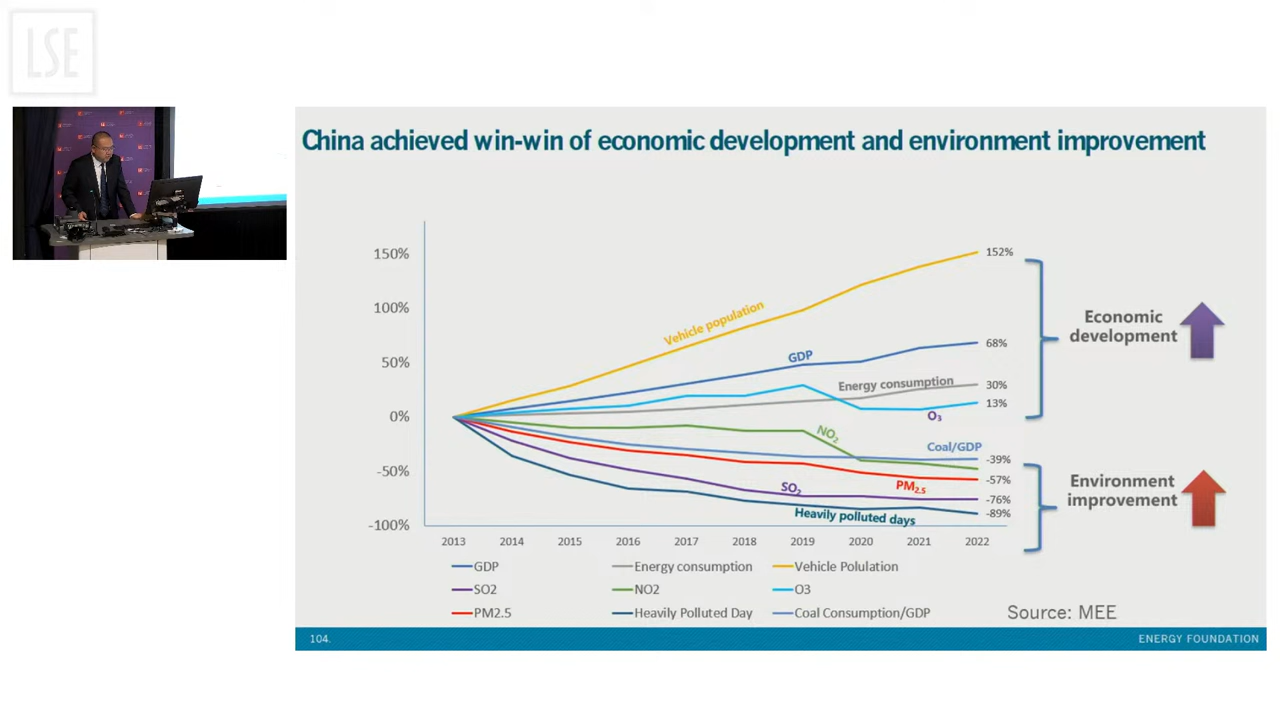 LSE
China achieved win-win of economic development and environment improvement
150%
100%
50%
0%
-50%
-100%
2013 2014 2015 2016 2017 2018 2019 2020 2021 2022
Vehicle population
GDP
Energy consumption
O3
NO2
Coal/GDP
PM2.5
SO2
Heavily polluted days
152%
68%
30%
13%
-39%
-57%
-76%
-89%
Economic
development
Environment
improvement
GDP Energy consumption Vehicle Polulation
SO2 NO2 O3
PM2.5 Heavily Polluted Day Coal Consumption/GDP
Source: MEE
104. ENERGY FOUNDATION